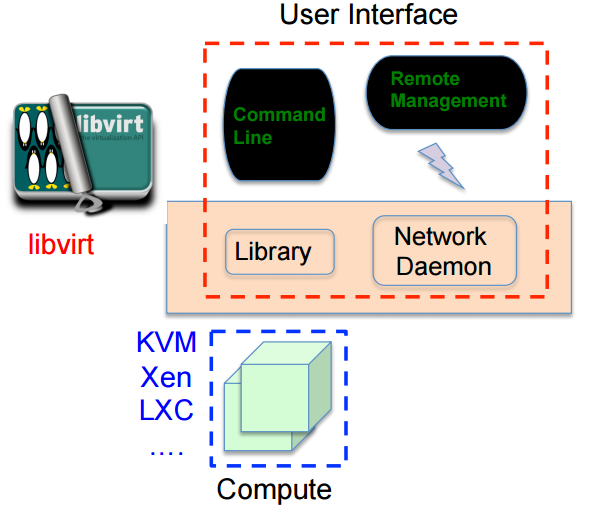 User Interface
Command
Line
Remote
Management
libvirt
the virtualization API
libvirt
Library
Network
Daemon
KVM
Xen
LXC
....
Compute